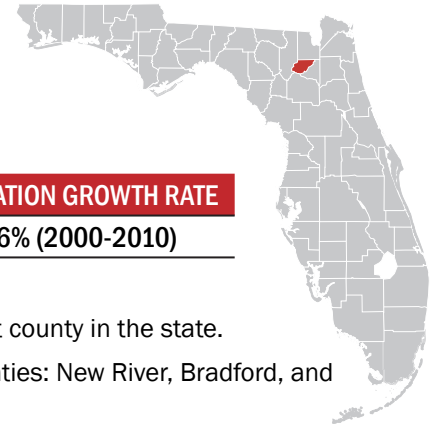 ATION GROWTH RATE
6% (2000-2010)
t county in the state.
ties: New River, Bradford, and